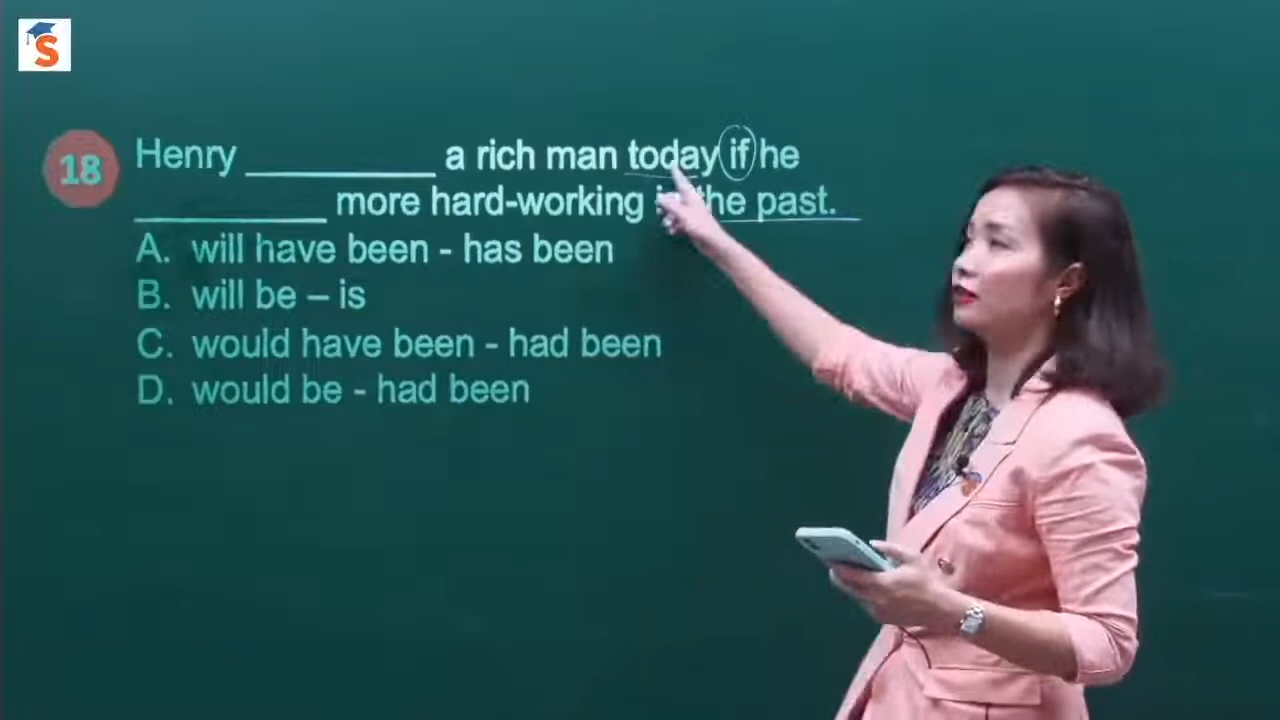 S
18
Henry __________ a rich man today if he
__________ more hard-working in the past.
A. will have been - has been
B. will be – is
C. would have been - had been
D. would be - had been